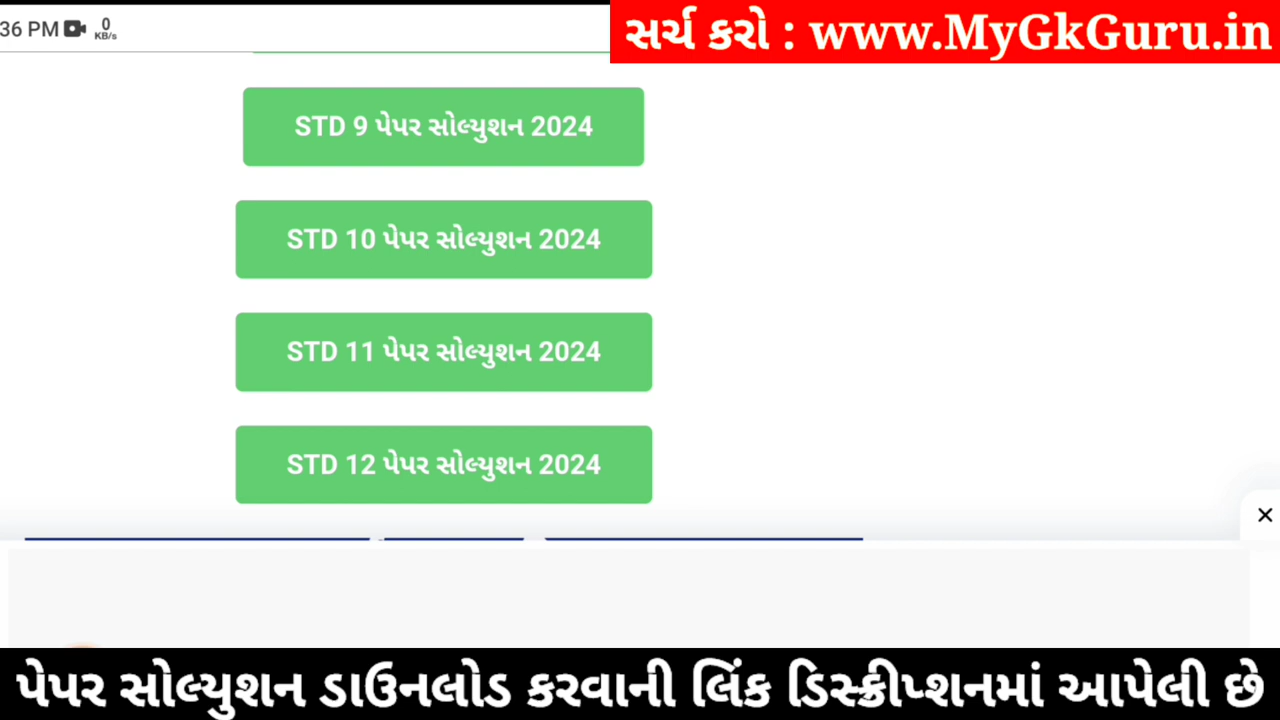 36 PM 0 KB/s
સર્ચ કરો : www.MyGkGuru.in
STD 9 પેપર સોલ્યુશન 2024
STD 10 પેપર સોલ્યુશન 2024
STD 11 પેપર સોલ્યુશન 2024
STD 12 પેપર સોલ્યુશન 2024
પેપર સોલ્યુશન ડાઉનલોડ કરવાની લિંક ડિસ્ક્રીપ્શનમાં આપેલી છે